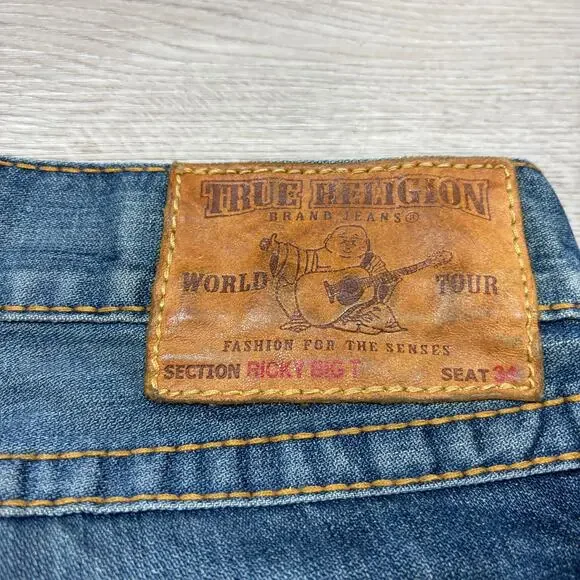 TRUE RELIGION
BRAND JEANS®
WORLD TOUR
FASHION FOR THE SENSES
SECTION RICKY BIG T SEAT 34